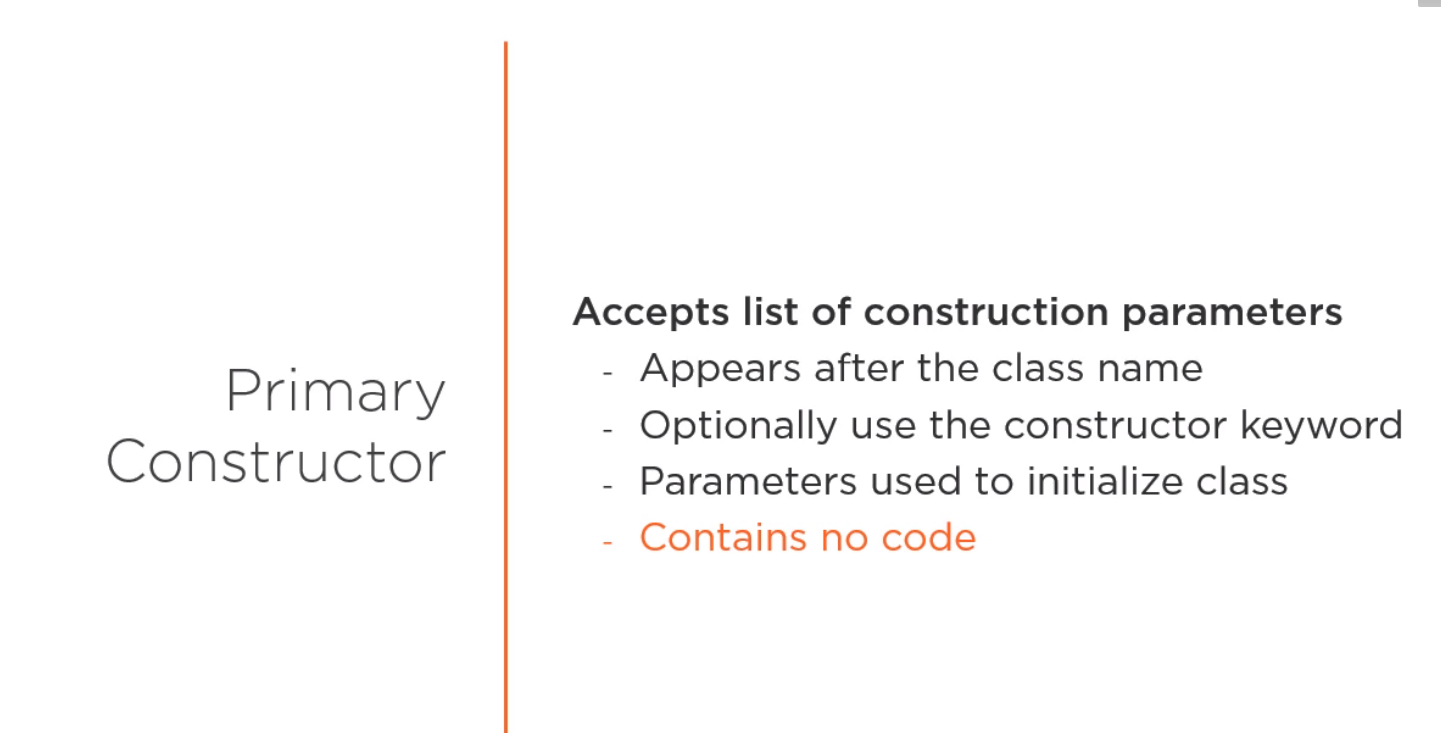 Primary
Constructor
Accepts list of construction parameters
- Appears after the class name
- Optionally use the constructor keyword
- Parameters used to initialize class
- Contains no code